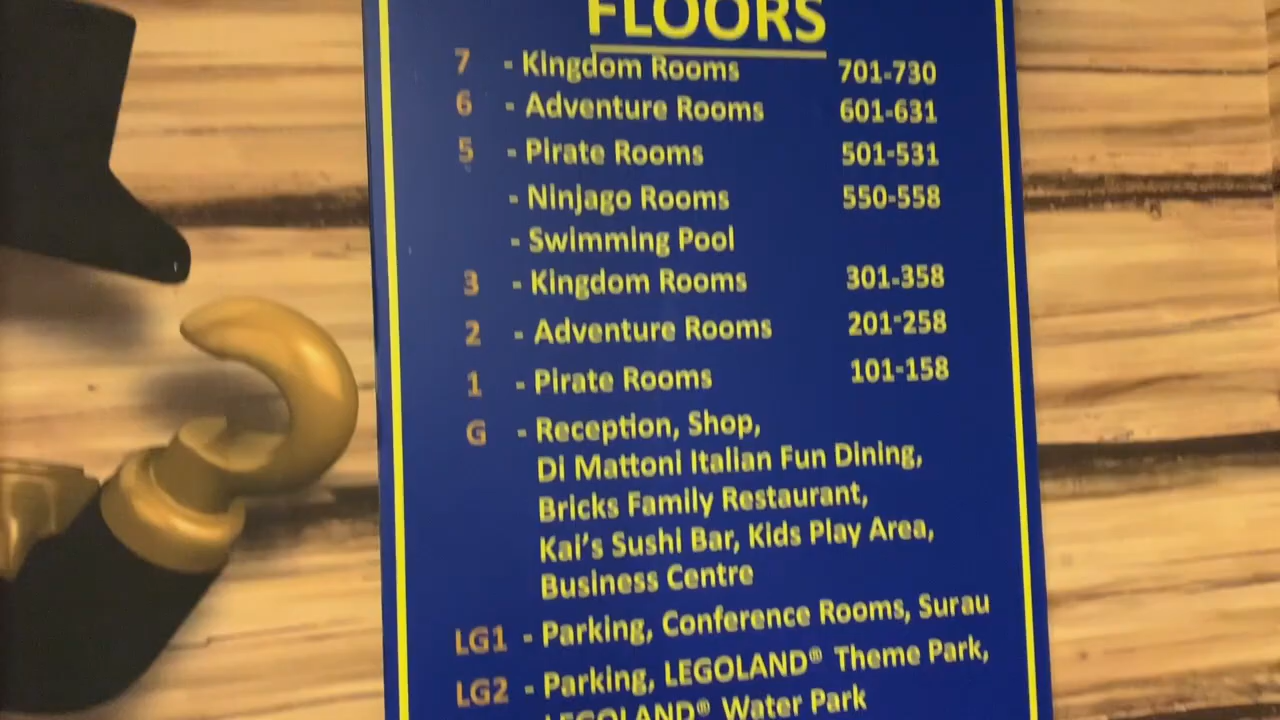 FLOORS
7 - Kingdom Rooms 701-730
6 - Adventure Rooms 601-631
5 - Pirate Rooms 501-531
- Ninjago Rooms 550-558
- Swimming Pool
3 - Kingdom Rooms 301-358
2 - Adventure Rooms 201-258
1 - Pirate Rooms 101-158
G - Reception, Shop,
Di Mattoni Italian Fun Dining,
Bricks Family Restaurant,
Kai's Sushi Bar, Kids Play Area,
Business Centre
LG1 - Parking, Conference Rooms, Surau
LG2 - Parking, LEGOLAND® Theme Park,
LEGOLAND® Water Park